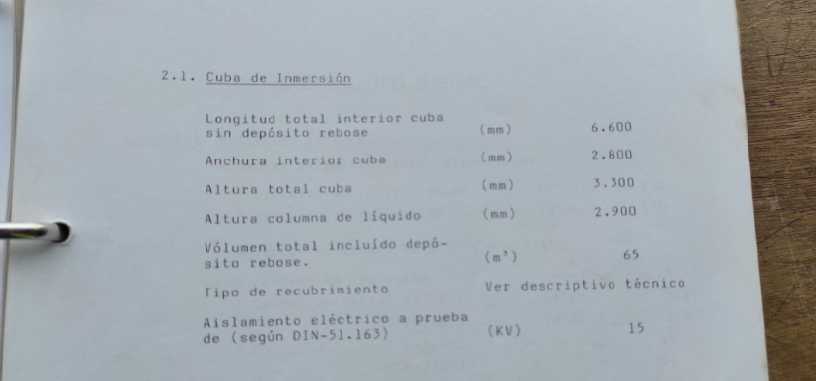 2.1. Cuba de Inmersión
Longitud total interior cuba
sin depósito rebose (mm) 6.600
Anchura interior cuba (mm) 2.800
Altura total cuba (mm) 3.300
Altura columna de líquido (mm) 2.900
Vólumen total incluído depó-
sito rebose. (m³) 65
Tipo de recubrimiento Ver descriptivo técnico
Aislamiento eléctrico a prueba
de (según DIN-51.163) (KV) 15